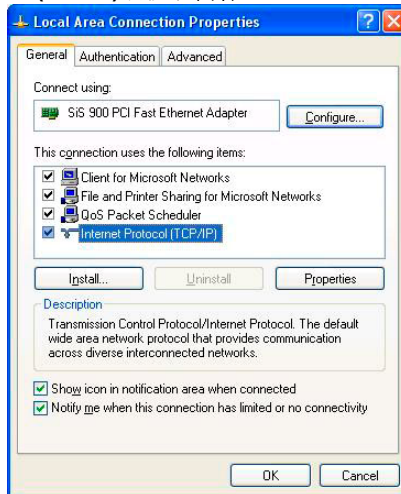 Local Area Connection Properties
General Authentication Advanced
Connect using:
SiS 900 PCI Fast Ethernet Adapter
Configure...
This connection uses the following items:
Client for Microsoft Networks
File and Printer Sharing for Microsoft Networks
QoS Packet Scheduler
Internet Protocol (TCP/IP)
Install... Uninstall Properties
Description
Transmission Control Protocol/Internet Protocol. The default
wide area network protocol that provides communication
across diverse interconnected networks.
Show icon in notification area when connected
Notify me when this connection has limited or no connectivity
OK Cancel